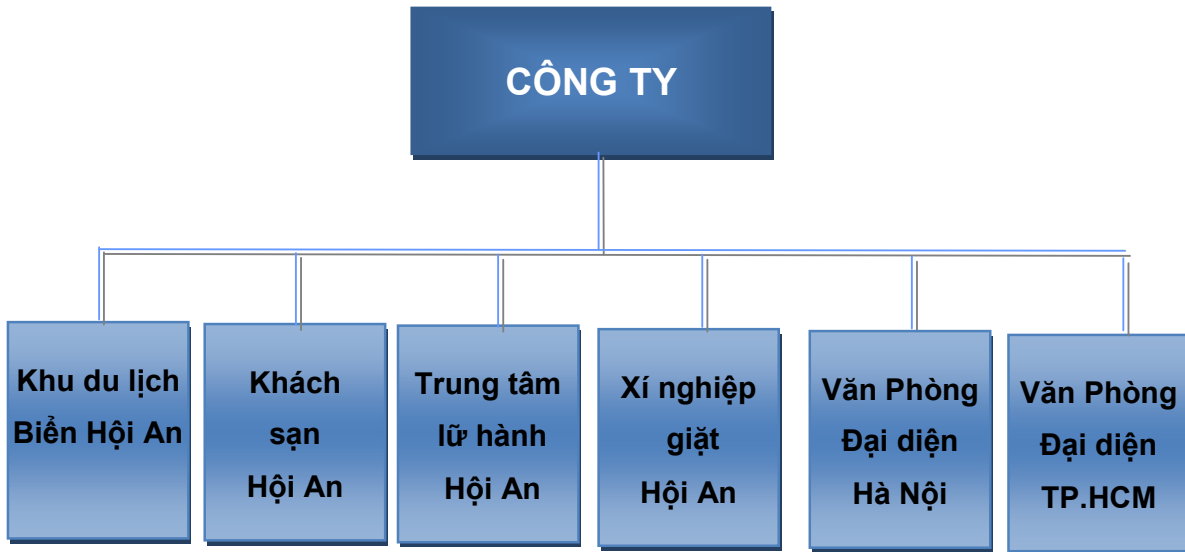 CÔNG TY
Khu du lịch
Biển Hội An
Khách
sạn
Hội An
Trung tâm
lữ hành
Hội An
Xí nghiệp
giặt
Hội An
Văn Phòng
Đại diện
Hà Nội
Văn Phòng
Đại diện
TP.HCM